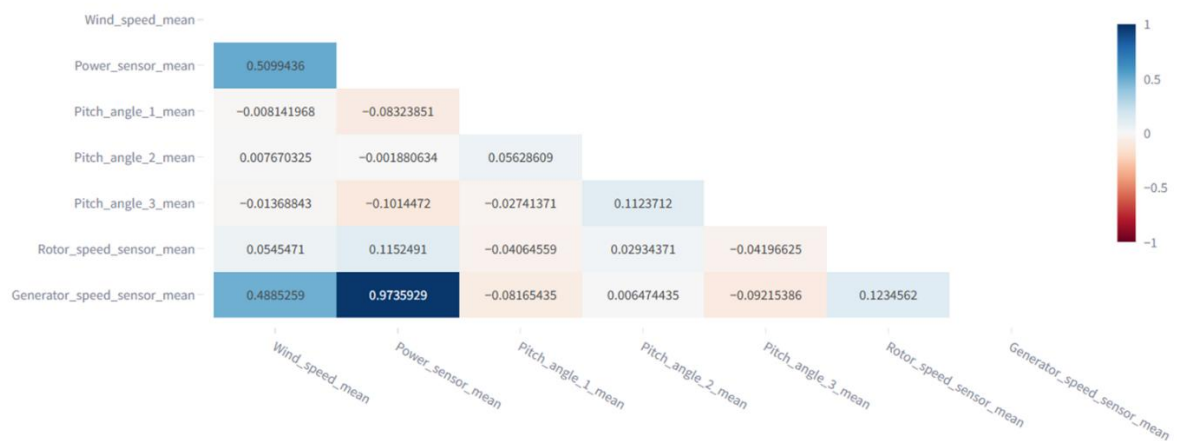 Wind_speed_mean
Power_sensor_mean 0.5099436
Pitch_angle_1_mean −0.008141968 −0.08323851
Pitch_angle_2_mean 0.007670325 −0.001880634 0.05628609
Pitch_angle_3_mean −0.01368843 −0.1014472 −0.02741371 0.1123712
Rotor_speed_sensor_mean 0.0545471 0.1152491 −0.04064559 0.02934371 −0.04196625
Generator_speed_sensor_mean 0.4885259 0.9735929 −0.08165435 0.006474435 −0.09215386 0.1234562
Wind_speed_mean
Power_sensor_mean
Pitch_angle_1_mean
Pitch_angle_2_mean
Pitch_angle_3_mean
Rotor_speed_sensor_mean
Generator_speed_sensor_mean
1
0.5
0
−0.5
−1